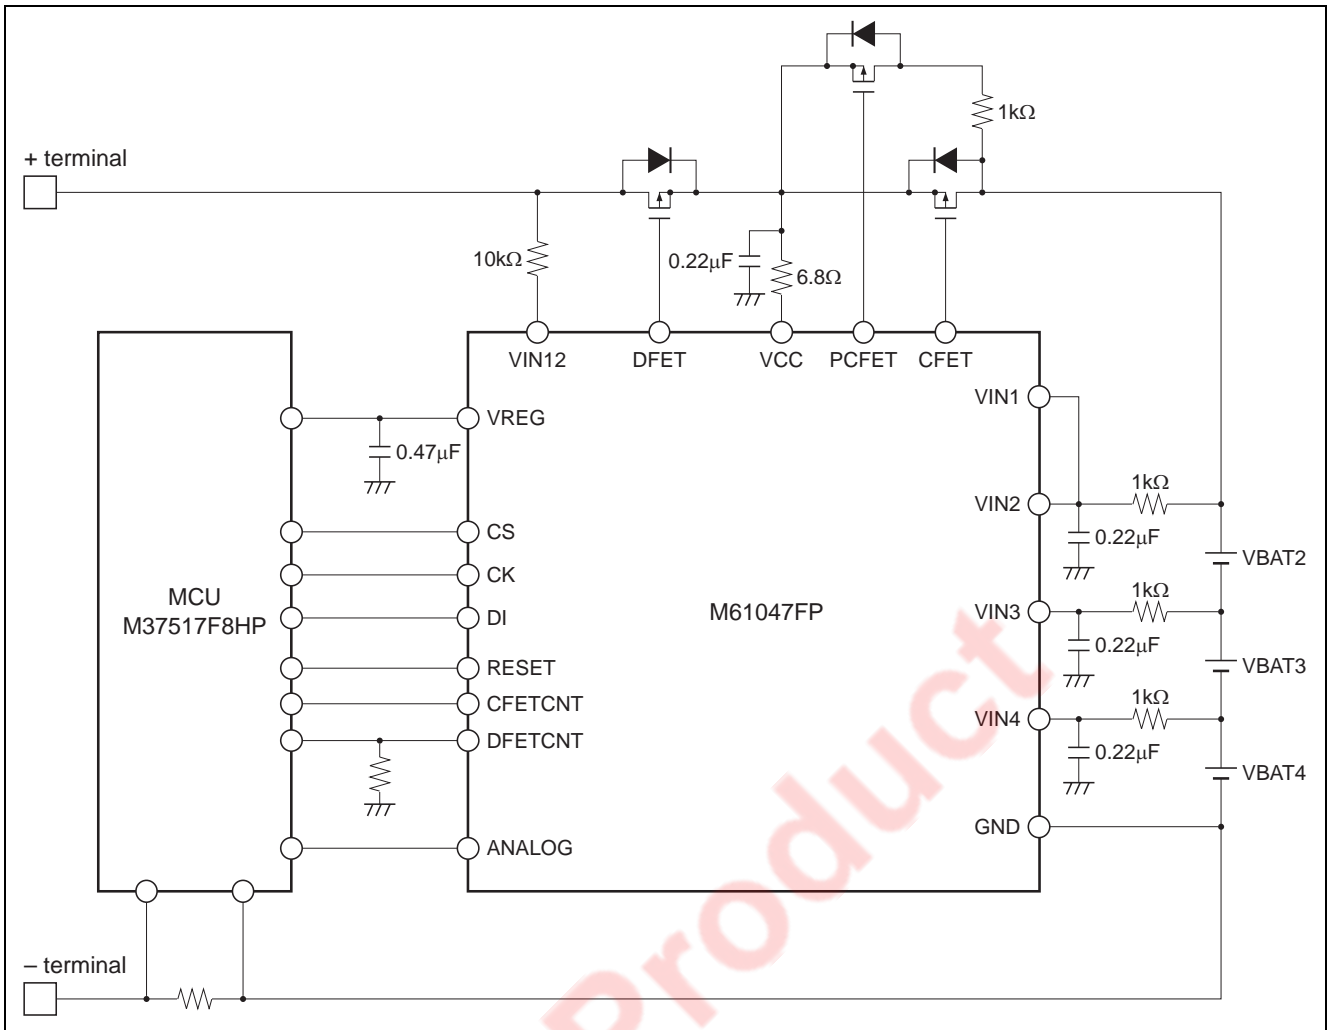 1kΩ
+ terminal
10kΩ
0.22μF
6.8Ω
VIN12
DFET
VCC
PCFET
CFET
VIN1
VREG
0.47μF
1kΩ
VIN2
CS
0.22μF
VBAT2
CK
1kΩ
MCU
M37517F8HP
DI
M61047FP
VIN3
0.22μF
RESET
VBAT3
CFETCNT
1kΩ
VIN4
DFETCNT
0.22μF
VBAT4
GND
ANALOG
– terminal
Product